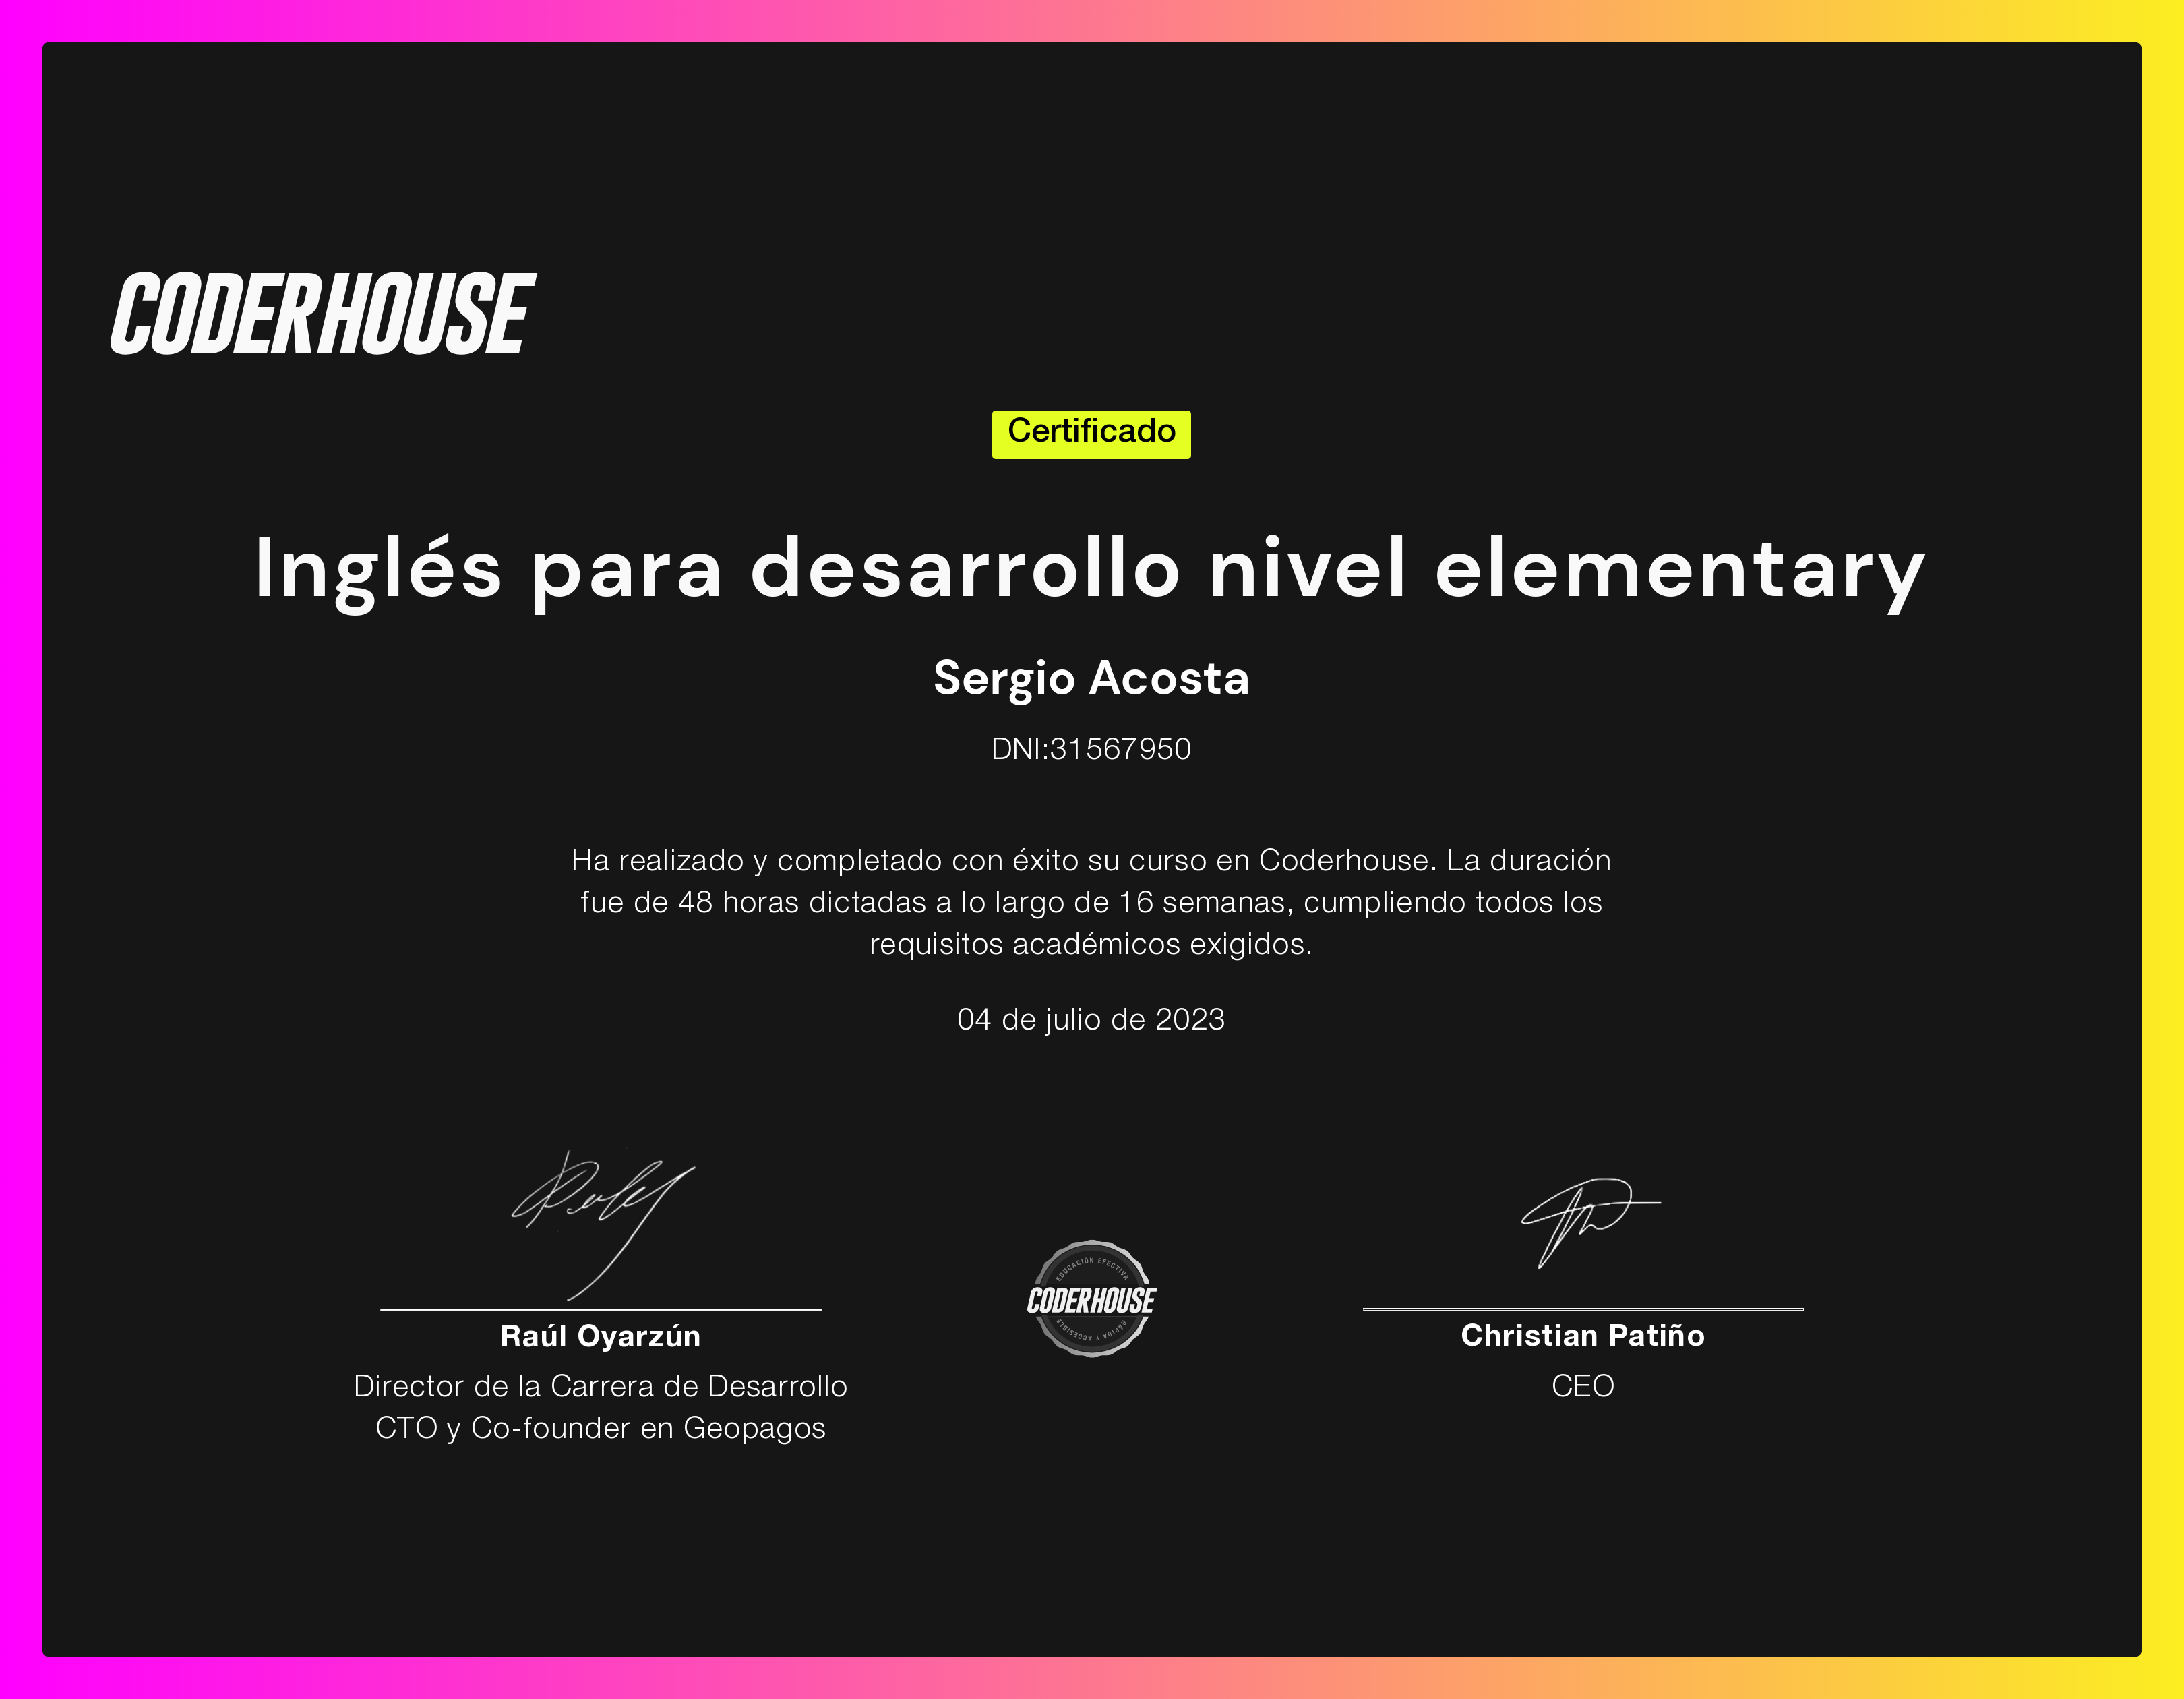 CODERHOUSE
Certificado
Inglés para desarrollo nivel elementary
Sergio Acosta
DNI:31567950
Ha realizado y completado con éxito su curso en Coderhouse. La duración
fue de 48 horas dictadas a lo largo de 16 semanas, cumpliendo todos los
requisitos académicos exigidos.
04 de julio de 2023
EDUCACIÓN EFECTIVA
CODERHOUSE
RÁPIDA Y ACCESIBLE
Raúl Oyarzún
Director de la Carrera de Desarrollo
CTO y Co-founder en Geopagos
Christian Patiño
CEO